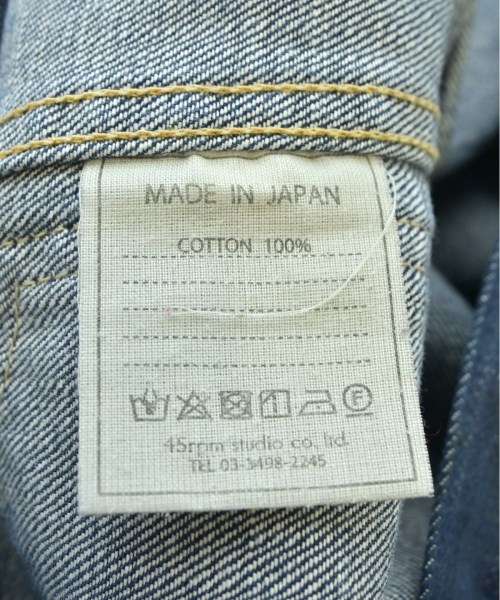 MADE IN JAPAN
COTTON 100%
45rpm studio co., ltd.
TEL 03-3498-2245